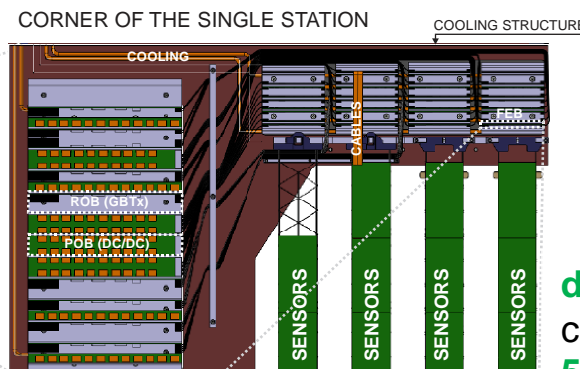 CORNER OF THE SINGLE STATION
COOLING STRUCTURE
COOLING
CABLES
FEB
ROB (GBTx)
POB (DC/DC)
SENSORS
SENSORS
SENSORS
SENSORS
d
C
5